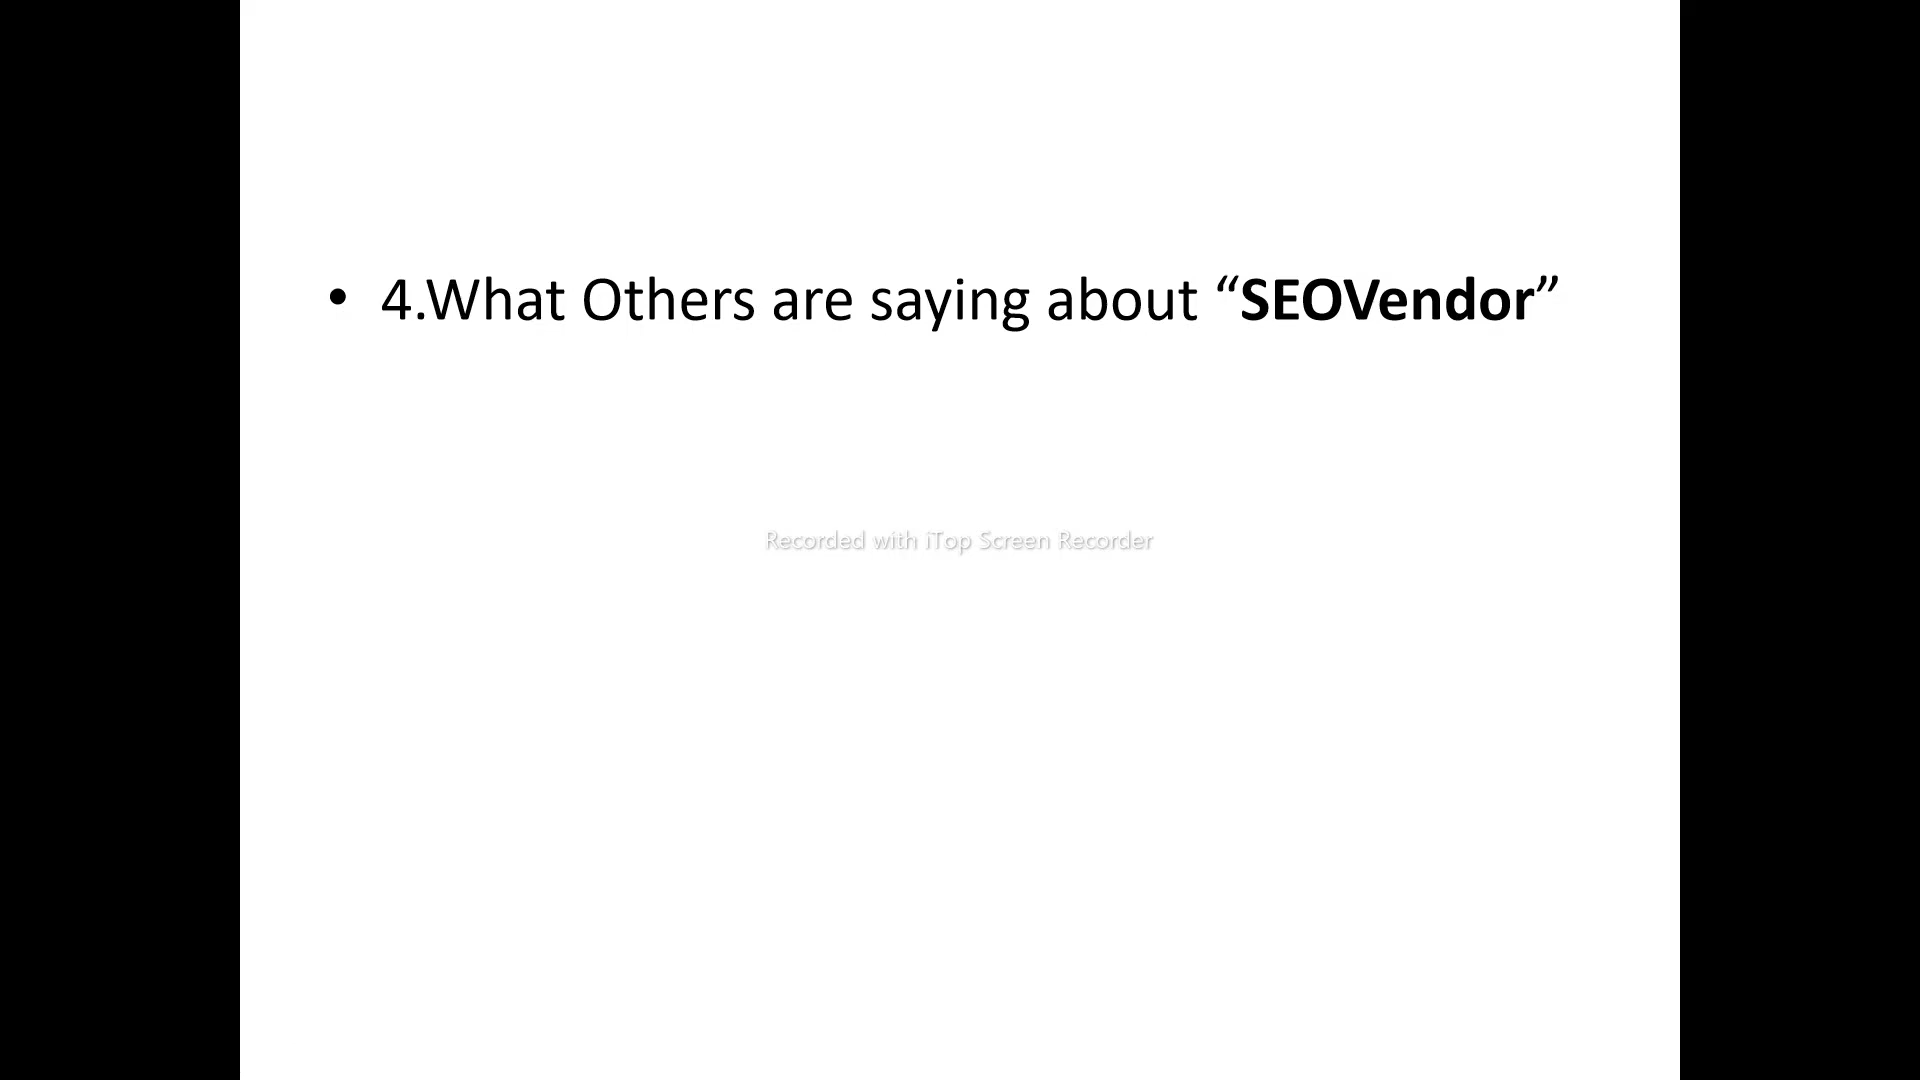 • 4.What Others are saying about “SEOVendor”
Recorded with iTop Screen Recorder